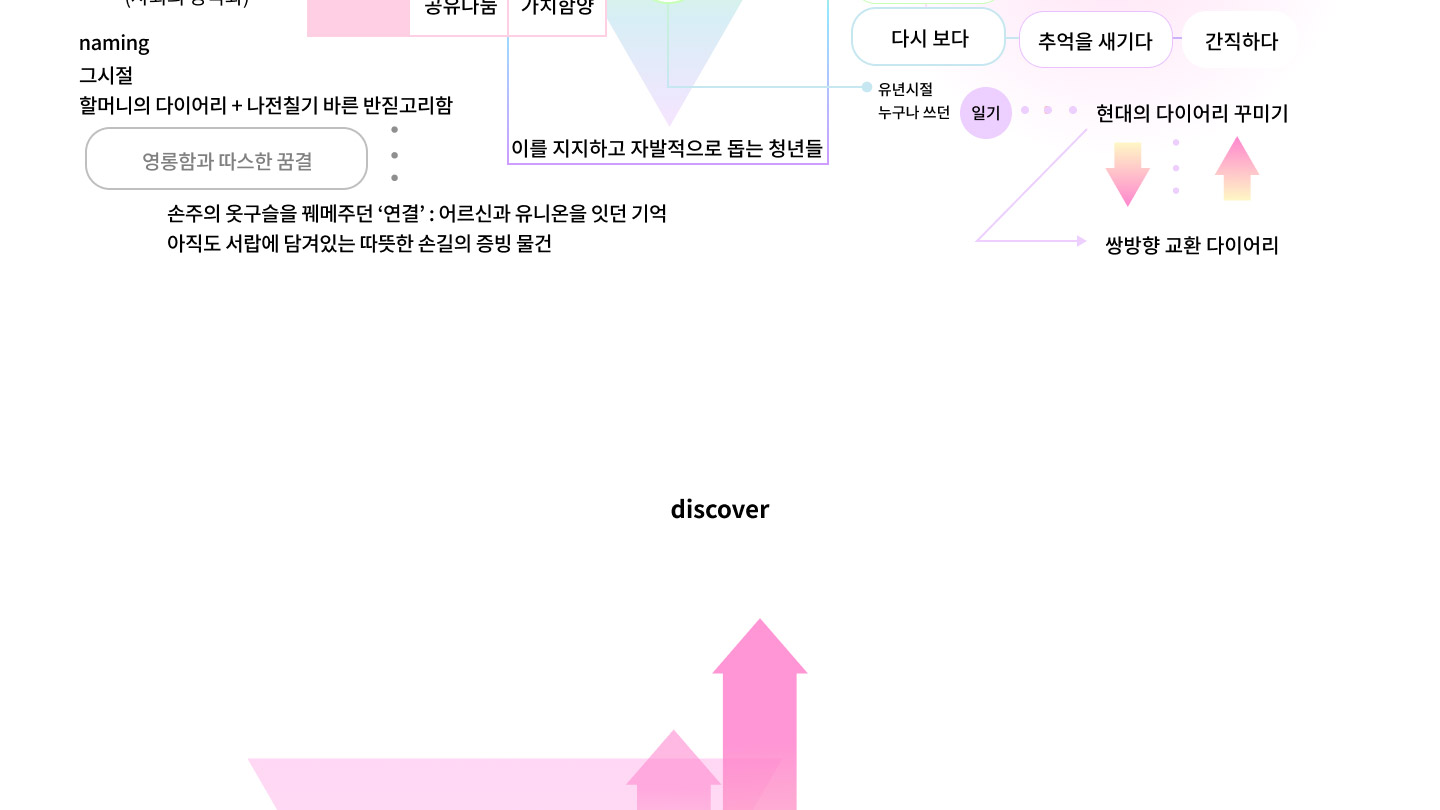 공유나눔
가치함양
naming
그시절
할머니의 다이어리 + 나전칠기 바른 반짇고리함
영롱함과 따스한 꿈결
손주의 옷구슬을 꿰메주던 ‘연결’ : 어르신과 유니온을 잇던 기억
아직도 서랍에 담겨있는 따뜻한 손길의 증빙 물건
이를 지지하고 자발적으로 돕는 청년들
다시 보다
추억을 새기다
간직하다
유년시절
누구나 쓰던
일기
현대의 다이어리 꾸미기
쌍방향 교환 다이어리
discover